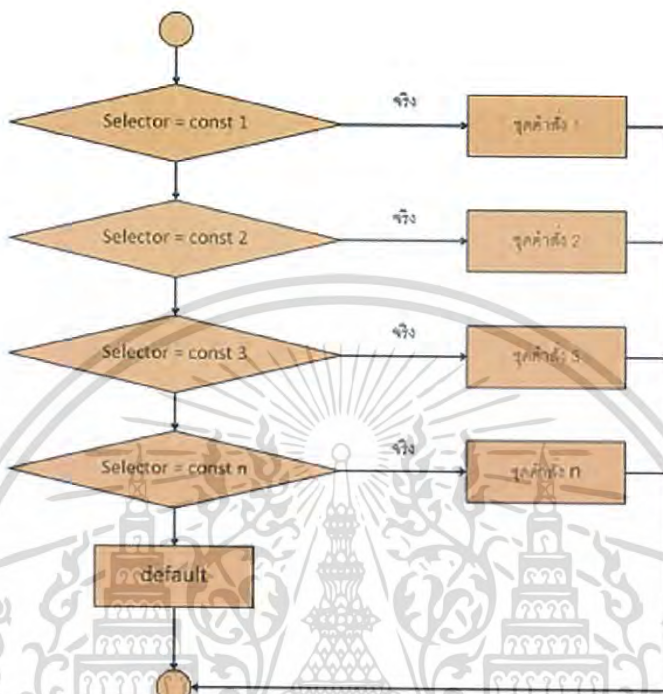 Selector = const 1
จริง
ชุดคำสั่ง 1
Selector = const 2
จริง
ชุดคำสั่ง 2
Selector = const 3
จริง
ชุดคำสั่ง 3
Selector = const n
จริง
ชุดคำสั่ง n
default